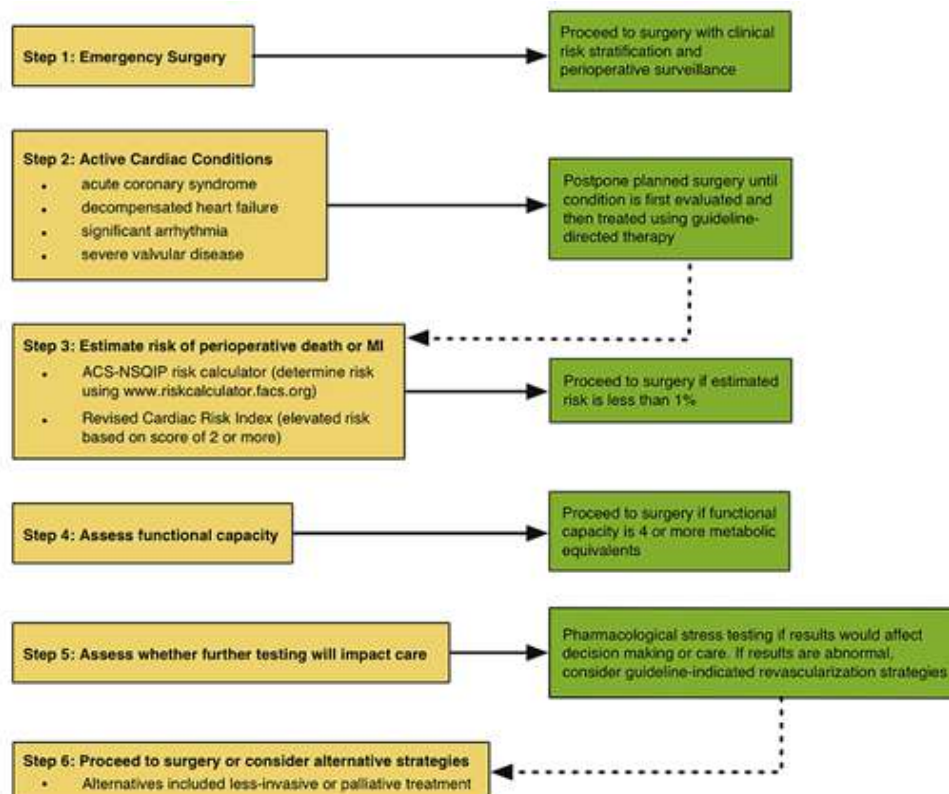 Step 1: Emergency Surgery
Proceed to surgery with clinical
risk stratification and
perioperative surveillance
Step 2: Active Cardiac Conditions
• acute coronary syndrome
• decompensated heart failure
• significant arrhythmia
• severe valvular disease
Postpone planned surgery until
condition is first evaluated and
then treated using guideline-
directed therapy
Step 3: Estimate risk of perioperative death or MI
• ACS-NSQIP risk calculator (determine risk
using www.riskcalculator.facs.org)
• Revised Cardiac Risk Index (elevated risk
based on score of 2 or more)
Proceed to surgery if estimated
risk is less than 1%
Step 4: Assess functional capacity
Proceed to surgery if functional
capacity is 4 or more metabolic
equivalents
Step 5: Assess whether further testing will impact care
Pharmacological stress testing if results would affect
decision making or care. If results are abnormal,
consider guideline-indicated revascularization strategies
Step 6: Proceed to surgery or consider alternative strategies
• Alternatives included less-invasive or palliative treatment